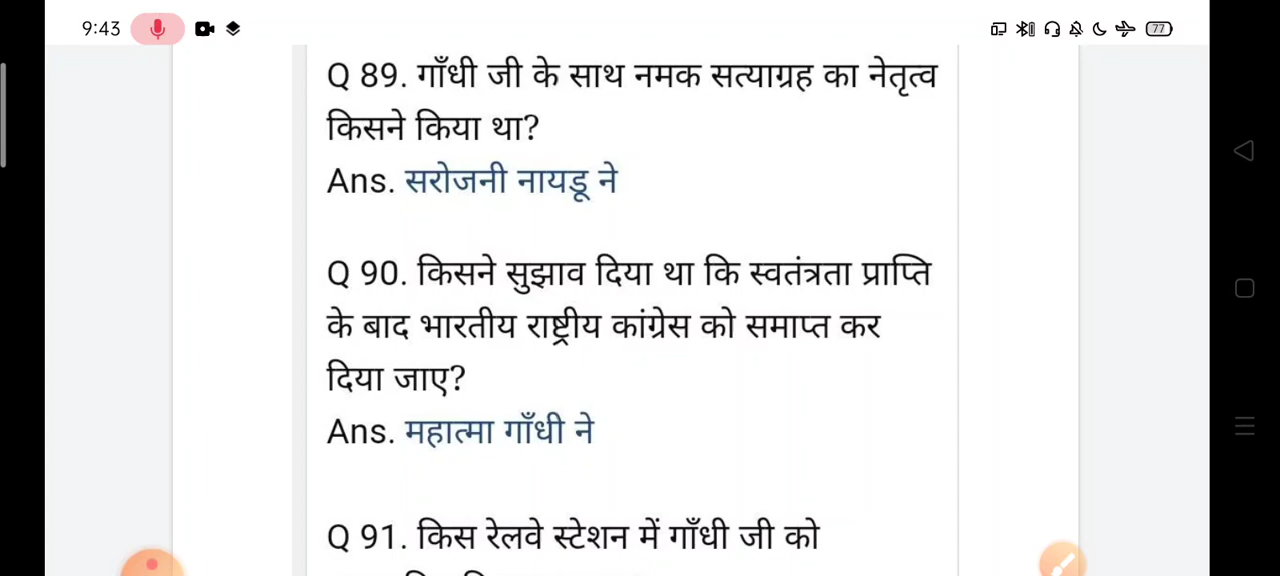 9:43
77
Q 89. गाँधी जी के साथ नमक सत्याग्रह का नेतृत्व
किसने किया था?
Ans. सरोजनी नायडू ने
Q 90. किसने सुझाव दिया था कि स्वतंत्रता प्राप्ति
के बाद भारतीय राष्ट्रीय कांग्रेस को समाप्त कर
दिया जाए?
Ans. महात्मा गाँधी ने
Q 91. किस रेलवे स्टेशन में गाँधी जी को